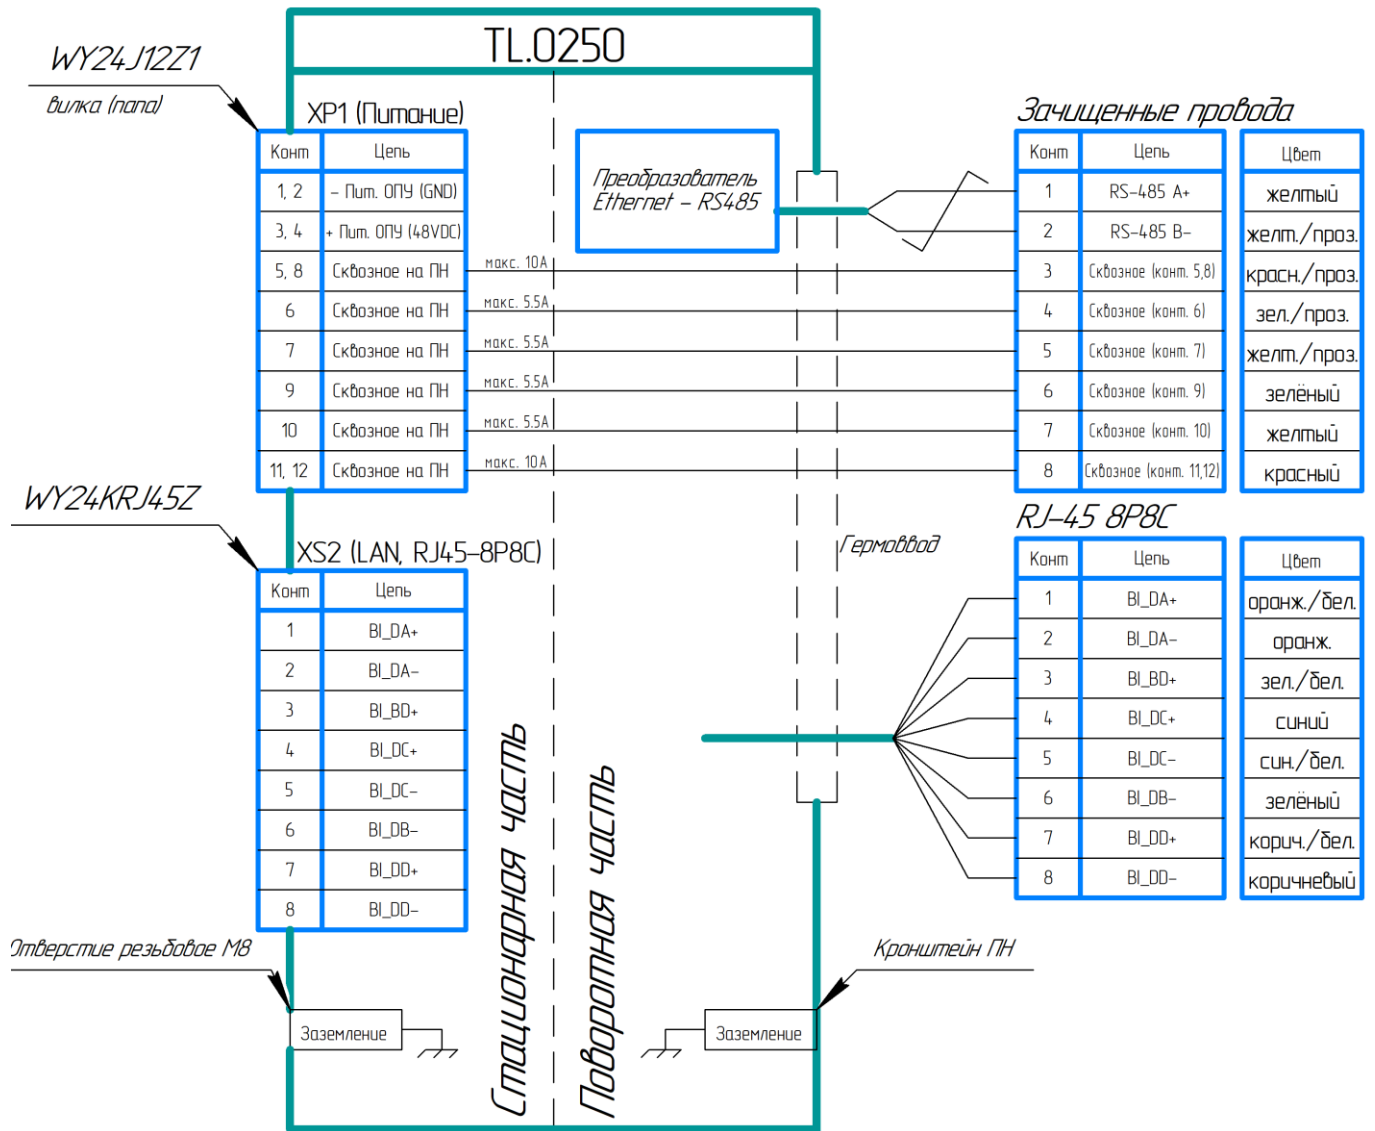 TL.0250
WY24J12Z1
вилка (папа)
XP1 (Питание)
Конт Цепь
1, 2 – Пит. ОПУ (GND)
3, 4 + Пит. ОПУ (48VDC)
5, 8 Сквозное на ПН
6 Сквозное на ПН
7 Сквозное на ПН
9 Сквозное на ПН
10 Сквозное на ПН
11, 12 Сквозное на ПН
макс. 10А
макс. 5.5А
макс. 5.5А
макс. 5.5А
макс. 5.5А
макс. 10А
Преобразователь
Ethernet – RS485
Зачищенные провода
Конт Цепь Цвет
1 RS-485 A+ желтый
2 RS-485 B– желт./проз.
3 Сквозное (конт. 5,8) красн./проз.
4 Сквозное (конт. 6) зел./проз.
5 Сквозное (конт. 7) желт./проз.
6 Сквозное (конт. 9) зелёный
7 Сквозное (конт. 10) желтый
8 Сквозное (конт. 11,12) красный
WY24KRJ45Z
XS2 (LAN, RJ45-8P8C)
Конт Цепь
1 BI_DA+
2 BI_DA–
3 BI_BD+
4 BI_DC+
5 BI_DC–
6 BI_DB–
7 BI_DD+
8 BI_DD–
Гермоввод
RJ-45 8P8C
Конт Цепь Цвет
1 BI_DA+ оранж./бел.
2 BI_DA– оранж.
3 BI_BD+ зел./бел.
4 BI_DC+ синий
5 BI_DC– син./бел.
6 BI_DB– зелёный
7 BI_DD+ корич./бел.
8 BI_DD– коричневый
Стационарная часть
Поворотная часть
Отверстие резьбовое М8
Заземление
Кронштейн ПН
Заземление